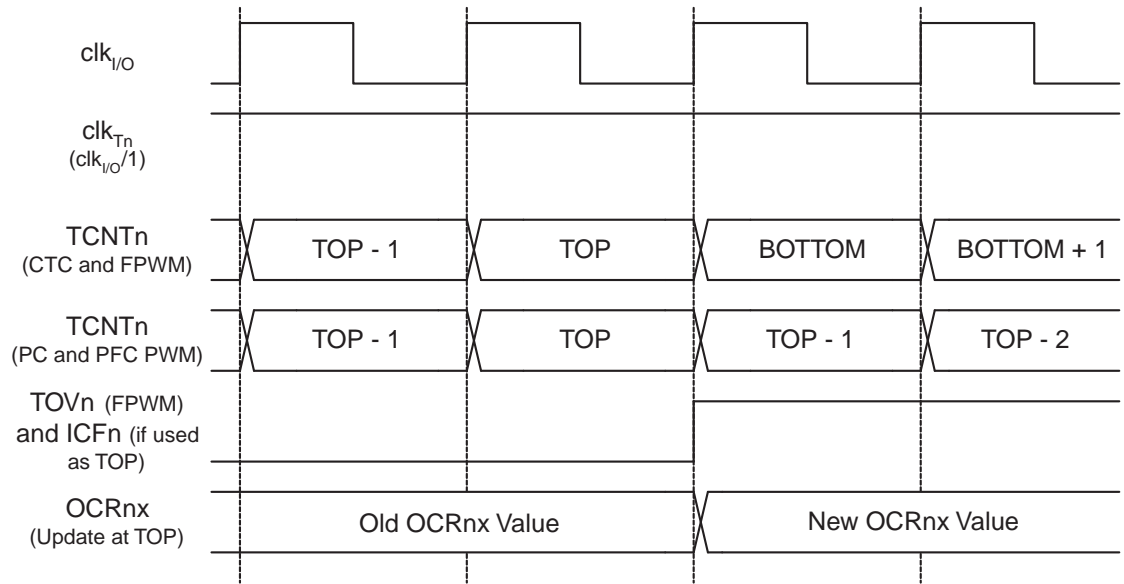 clkI/O
clkTn
(clkI/O/1)
TCNTn
(CTC and FPWM)
TOP - 1
TOP
BOTTOM
BOTTOM + 1
TCNTn
(PC and PFC PWM)
TOP - 1
TOP
TOP - 1
TOP - 2
TOVn (FPWM)
and ICFn (if used
as TOP)
OCRnx
(Update at TOP)
Old OCRnx Value
New OCRnx Value